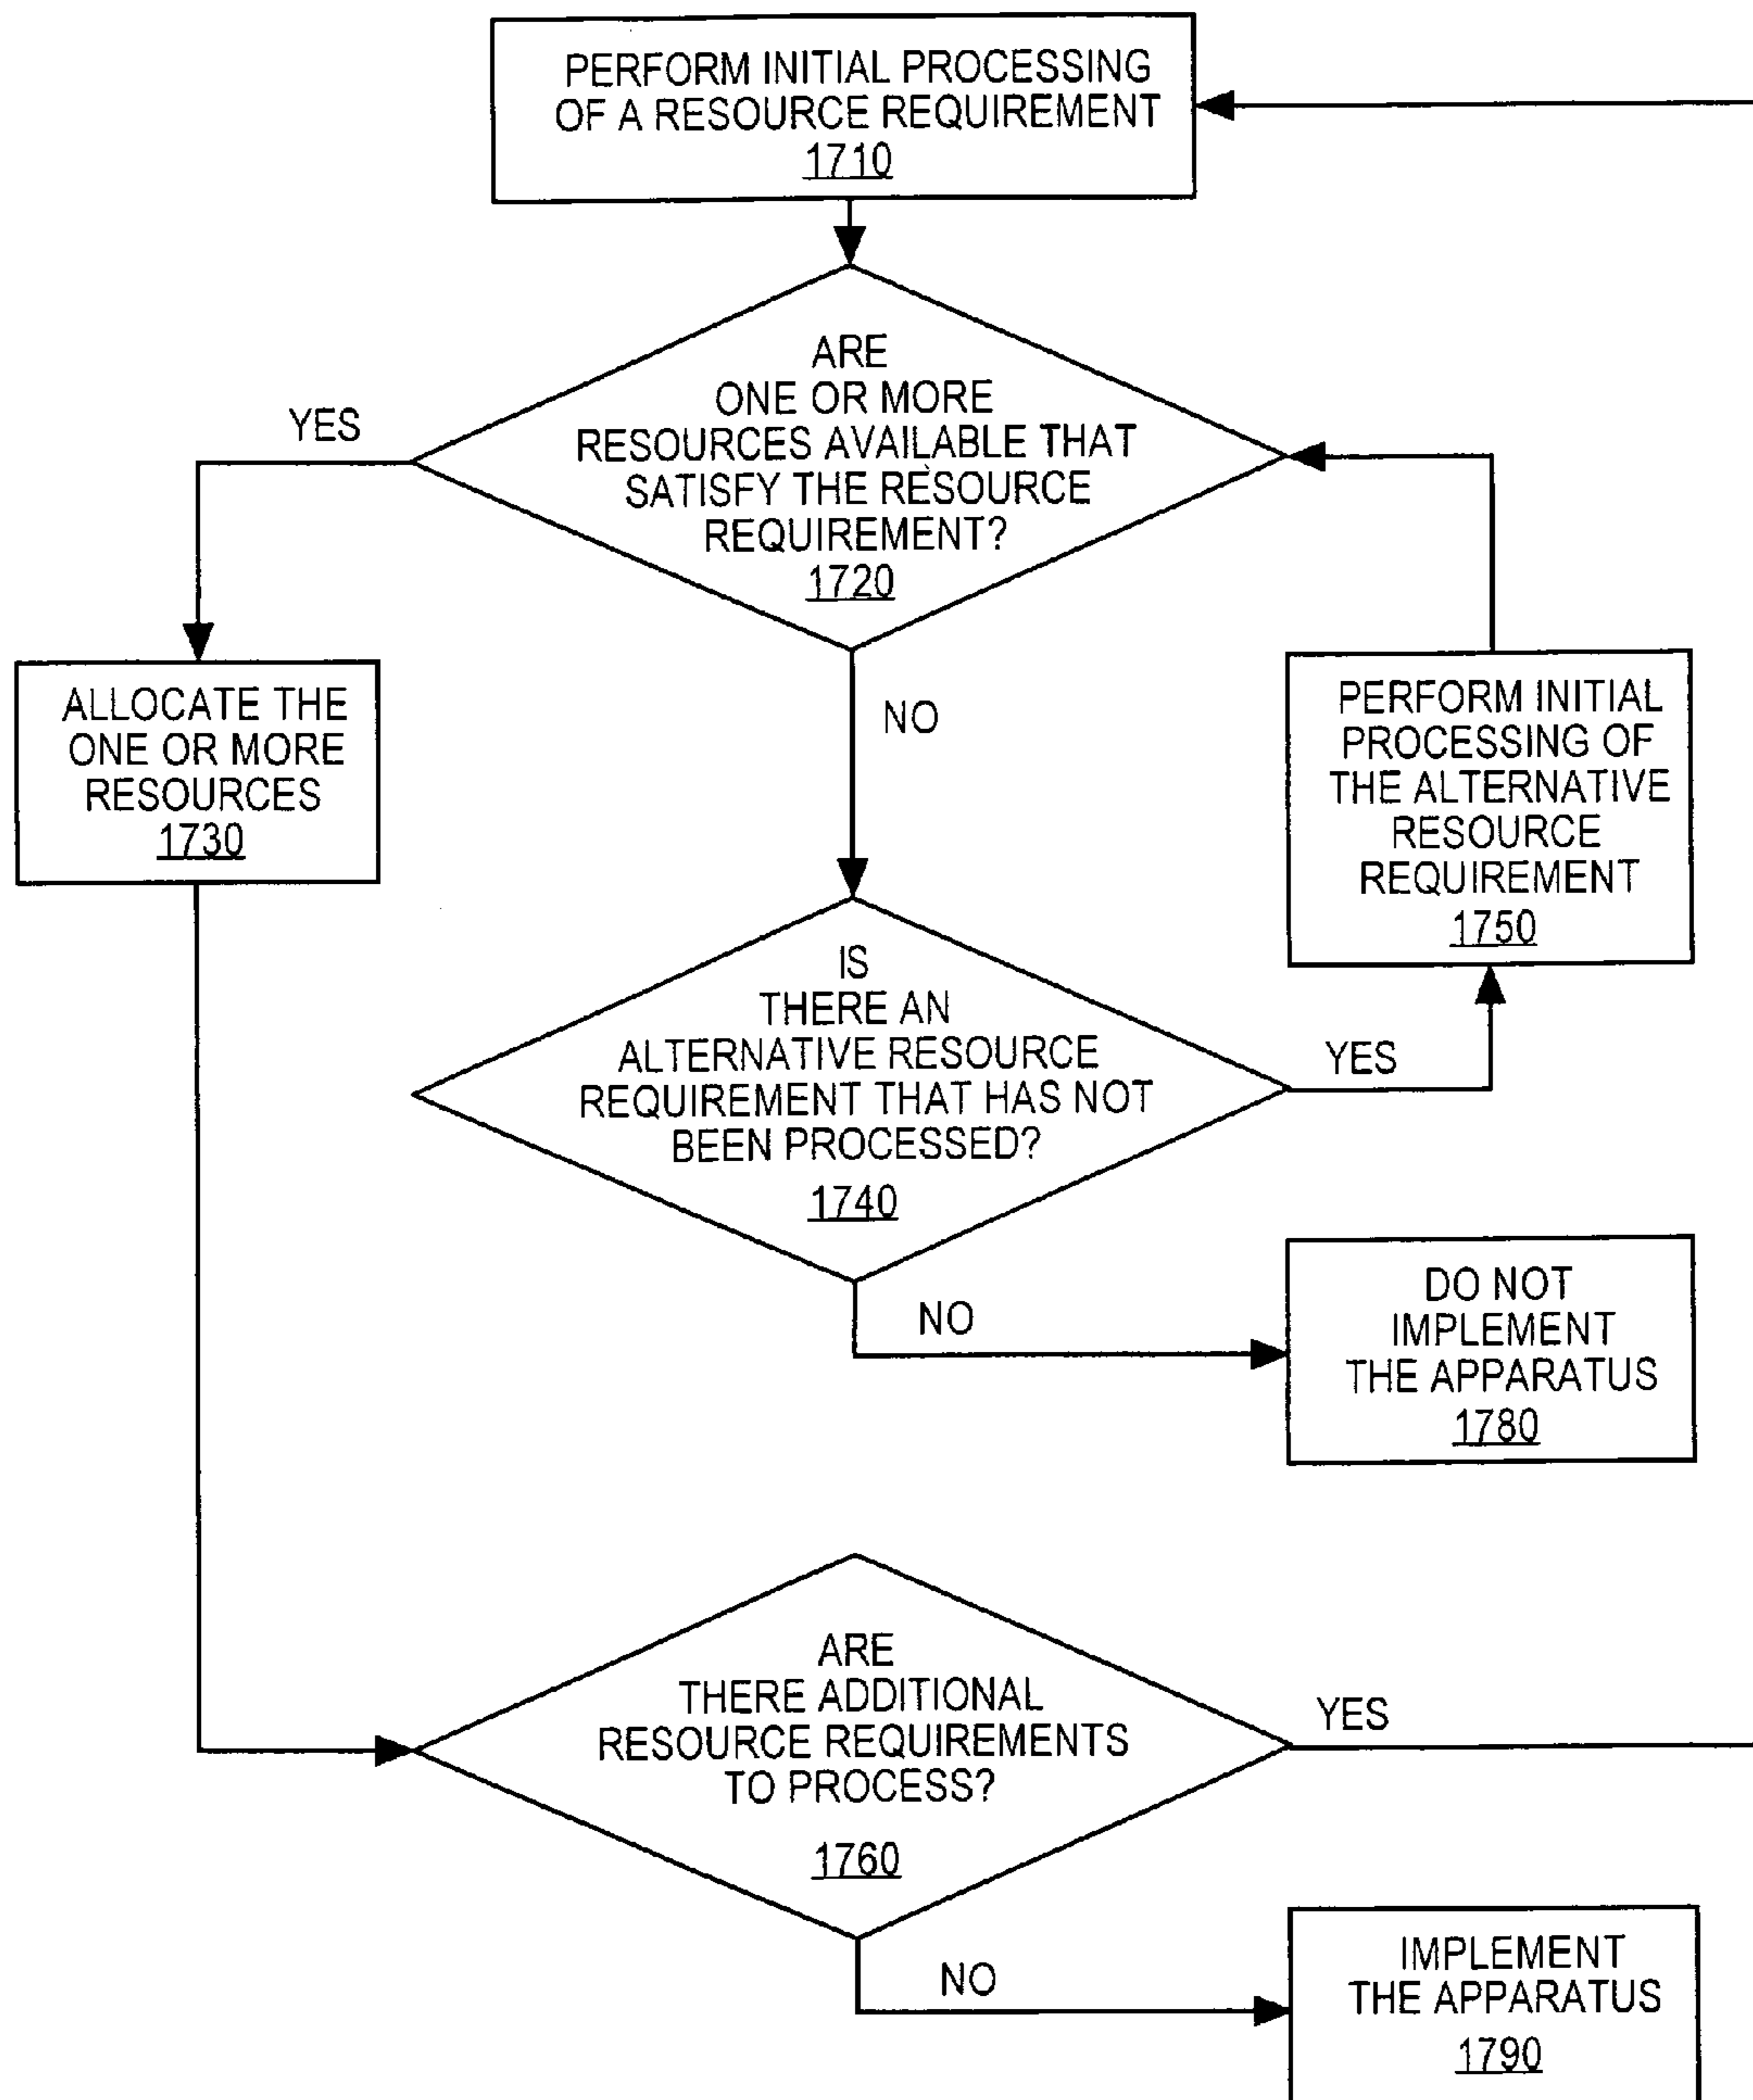 PERFORM INITIAL PROCESSING
OF A RESOURCE REQUIREMENT
1710
ARE
ONE OR MORE
RESOURCES AVAILABLE THAT
SATISFY THE RESOURCE
REQUIREMENT?
1720
YES
NO
ALLOCATE THE
ONE OR MORE
RESOURCES
1730
PERFORM INITIAL
PROCESSING OF
THE ALTERNATIVE
RESOURCE
REQUIREMENT
1750
IS
THERE AN
ALTERNATIVE RESOURCE
REQUIREMENT THAT HAS NOT
BEEN PROCESSED?
1740
YES
NO
DO NOT
IMPLEMENT
THE APPARATUS
1780
ARE
THERE ADDITIONAL
RESOURCE REQUIREMENTS
TO PROCESS?
1760
YES
NO
IMPLEMENT
THE APPARATUS
1790